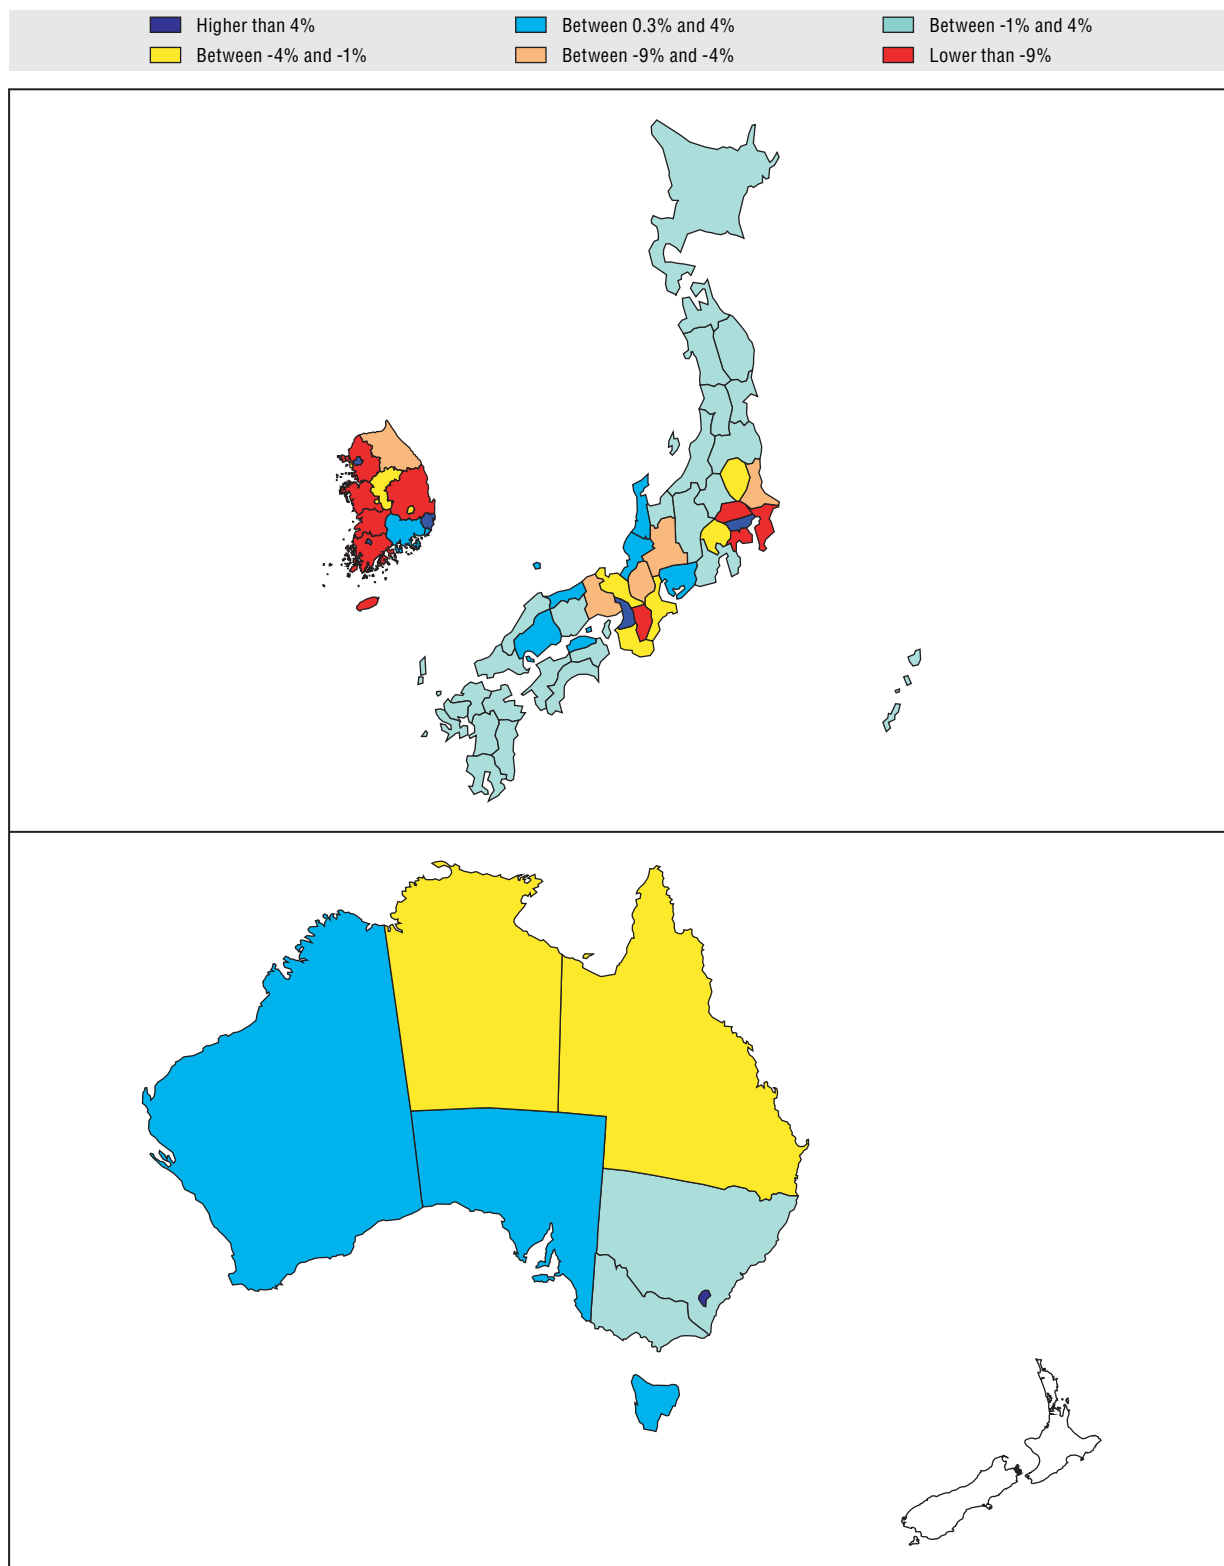 Higher than 4% Between 0.3% and 4% Between -1% and 4%
Between -4% and -1% Between -9% and -4% Lower than -9%